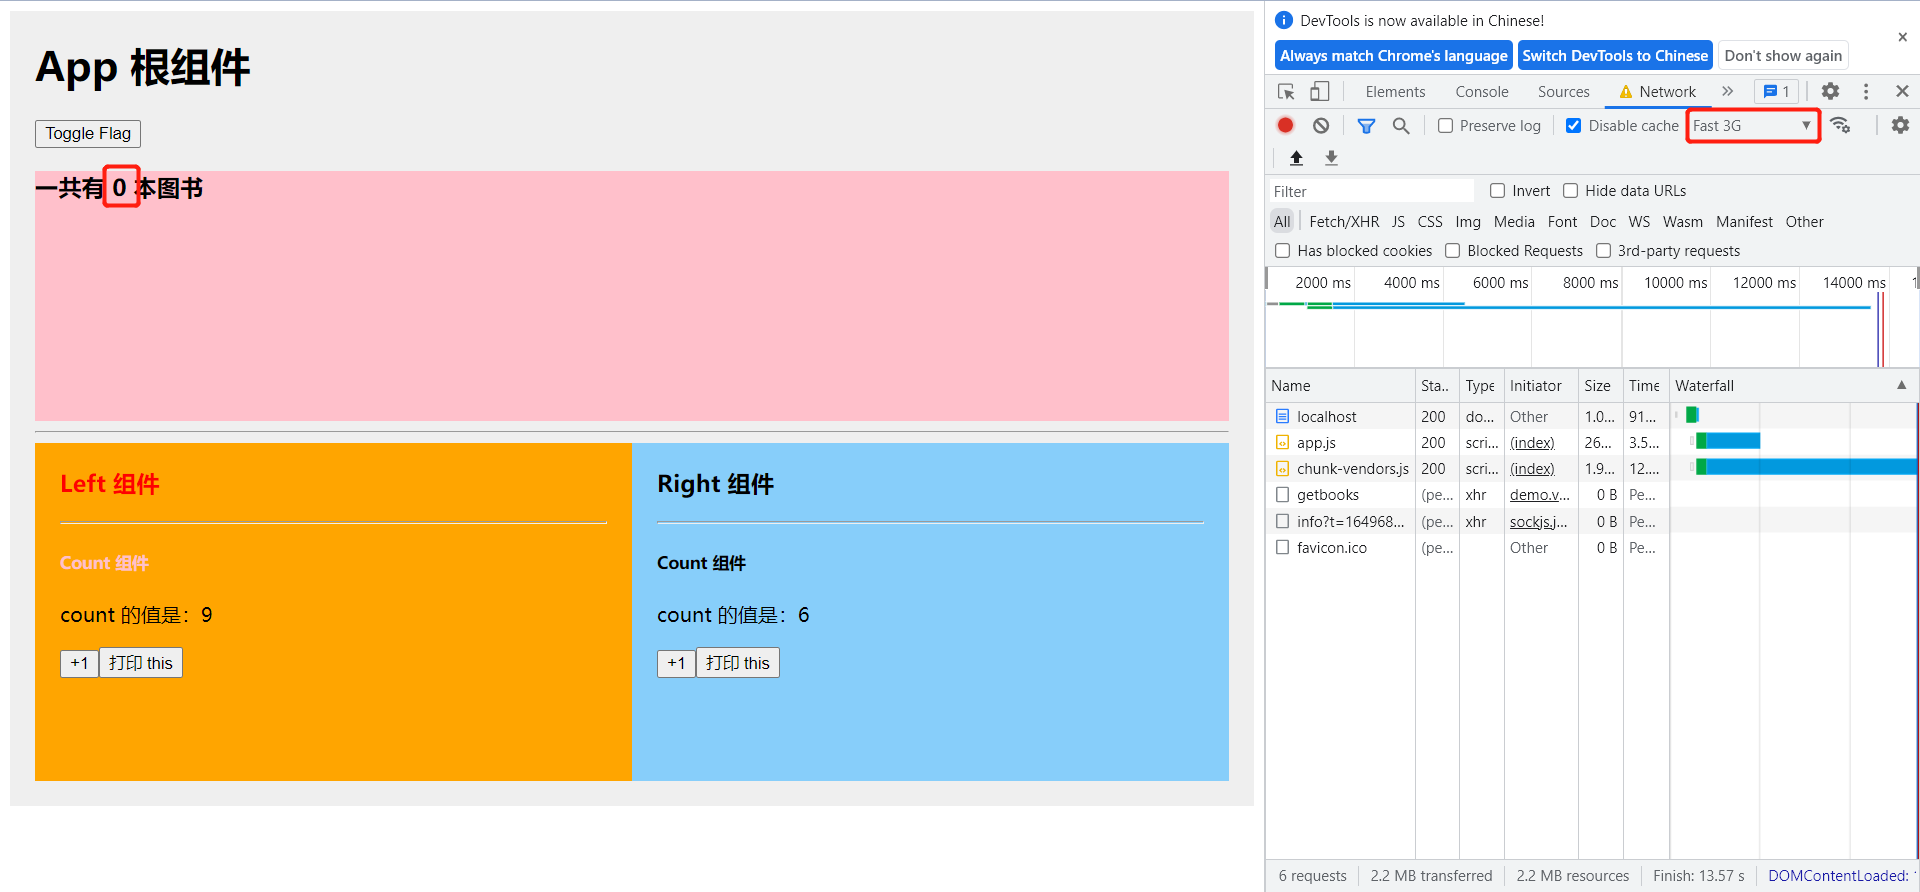 App 根组件
Toggle Flag
一共有 0 本图书
Left 组件
Count 组件
count 的值是：9
+1 打印 this
Right 组件
Count 组件
count 的值是：6
+1 打印 this
DevTools is now available in Chinese!
Always match Chrome's language Switch DevTools to Chinese Don't show again
Elements Console Sources Network » 1
Preserve log Disable cache Fast 3G
Filter Invert Hide data URLs
All Fetch/XHR JS CSS Img Media Font Doc WS Wasm Manifest Other
Has blocked cookies Blocked Requests 3rd-party requests
2000 ms 4000 ms 6000 ms 8000 ms 10000 ms 12000 ms 14000 ms
Name Sta.. Type Initiator Size Time Waterfall
localhost 200 do... Other 1.0... 91...
app.js 200 scri... (index) 26... 3.5...
chunk-vendors.js 200 scri... (index) 1.9... 12....
getbooks (pe... xhr demo.v... 0 B Pe...
info?t=164968... (pe... xhr sockjs.j... 0 B Pe...
favicon.ico (pe... Other 0 B Pe...
6 requests 2.2 MB transferred 2.2 MB resources Finish: 13.57 s DOMContentLoaded: